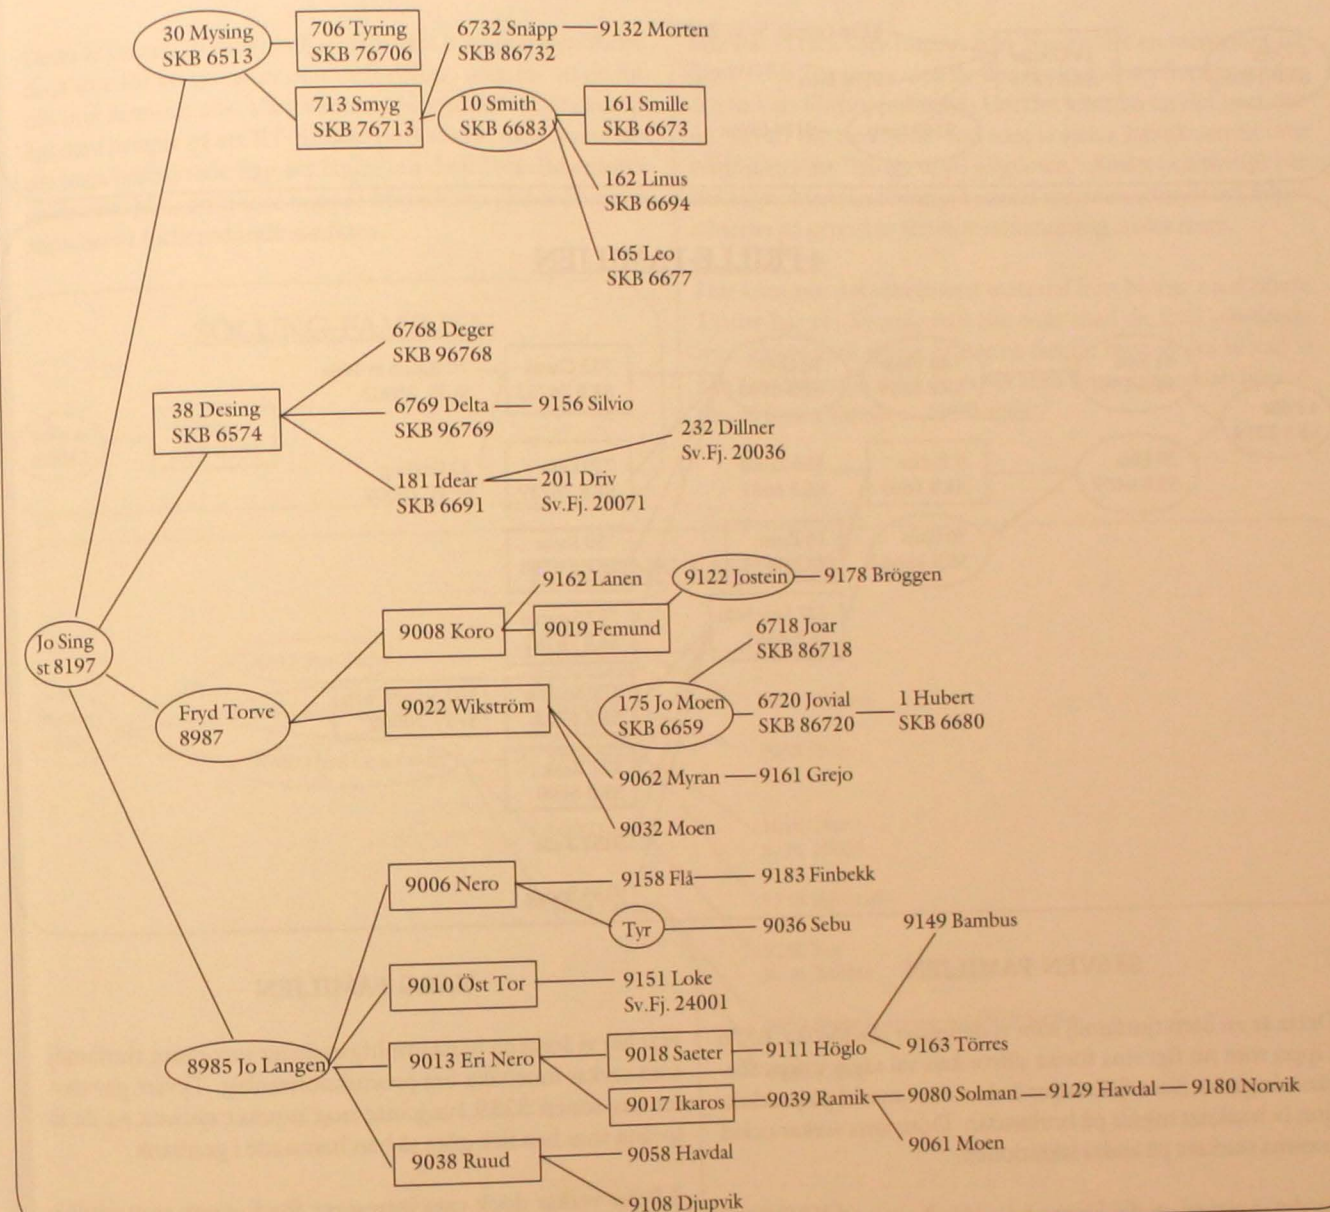 30 Mysing
SKB 6513
706 Tyring
SKB 76706
713 Smyg
SKB 76713
6732 Snäpp
SKB 86732
9132 Morten
10 Smith
SKB 6683
161 Smille
SKB 6673
162 Linus
SKB 6694
165 Leo
SKB 6677
38 Desing
SKB 6574
6768 Deger
SKB 96768
6769 Delta
SKB 96769
9156 Silvio
181 Idear
SKB 6691
201 Driv
Sv.Fj. 20071
232 Dillner
Sv.Fj. 20036
Jo Sing
st 8197
Fryd Torve
8987
9008 Koro
9162 Lanen
9019 Femund
9122 Jostein
9178 Bröggen
9022 Wikström
175 Jo Moen
SKB 6659
6718 Joar
SKB 86718
6720 Jovial
SKB 86720
1 Hubert
SKB 6680
9062 Myran
9161 Grejo
9032 Moen
8985 Jo Langen
9006 Nero
9158 Flå
9183 Finbekk
Tyr
9036 Sebu
9010 Öst Tor
9151 Loke
Sv.Fj. 24001
9013 Eri Nero
9018 Saeter
9111 Höglo
9149 Bambus
9163 Törres
9017 Ikaros
9039 Ramik
9080 Solman
9129 Havdal
9180 Norvik
9061 Moen
9038 Ruud
9058 Havdal
9108 Djupvik